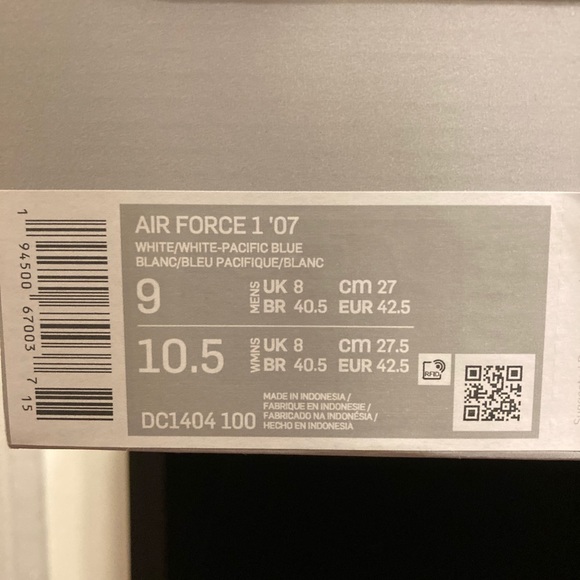 AIR FORCE 1 '07
WHITE/WHITE-PACIFIC BLUE
BLANC/BLEU PACIFIQUE/BLANC
9 MENS UK 8 cm 27
BR 40.5 EUR 42.5
10.5 WMNS UK 8 cm 27.5
BR 40.5 EUR 42.5
RFID
DC1404 100
MADE IN INDONESIA /
FABRIQUE EN INDONESIE /
FABRICADO NA INDONÉSIA /
HECHO EN INDONESIA
1 94500 67003 715